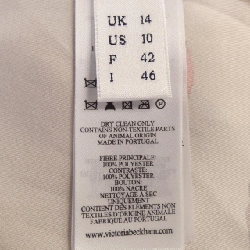 UK 14
US 10
F 42
I 46
DRY CLEAN ONLY
CONTAINS NON-TEXTILE PARTS
OF ANIMAL ORIGIN
MADE IN PORTUGAL
FIBRE PRINCIPALE
100% POLYESTER
CONTRASTE:
100% POLYESTER
BOUTON
100% NACRE
NETTOYAGE A SEC
UNIQUEMENT
CONTIENT DES ELEMENTS NON
TEXTILES D'ORIGINE ANIMALE
FABRIQUE EN PORTUGAL
www.victoriabeckham.com